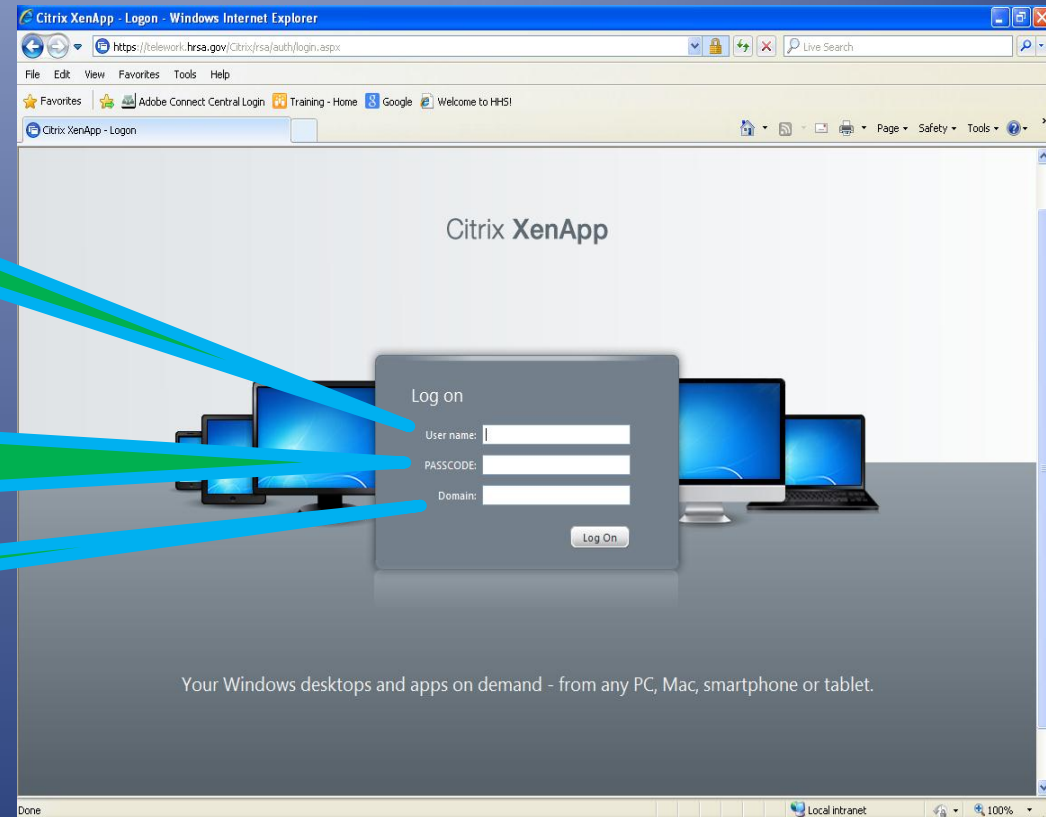 Citrix XenApp - Logon - Windows Internet Explorer
https://telework.hrsa.gov/Citrix/rsa/auth/login.aspx
Live Search
File Edit View Favorites Tools Help
Favorites Adobe Connect Central Login Training - Home Google Welcome to HHS!
Citrix XenApp - Logon Page Safety Tools
Citrix XenApp
Log on
User name:
PASSCODE:
Domain:
Log On
Your Windows desktops and apps on demand - from any PC, Mac, smartphone or tablet.
Done Local intranet 100%